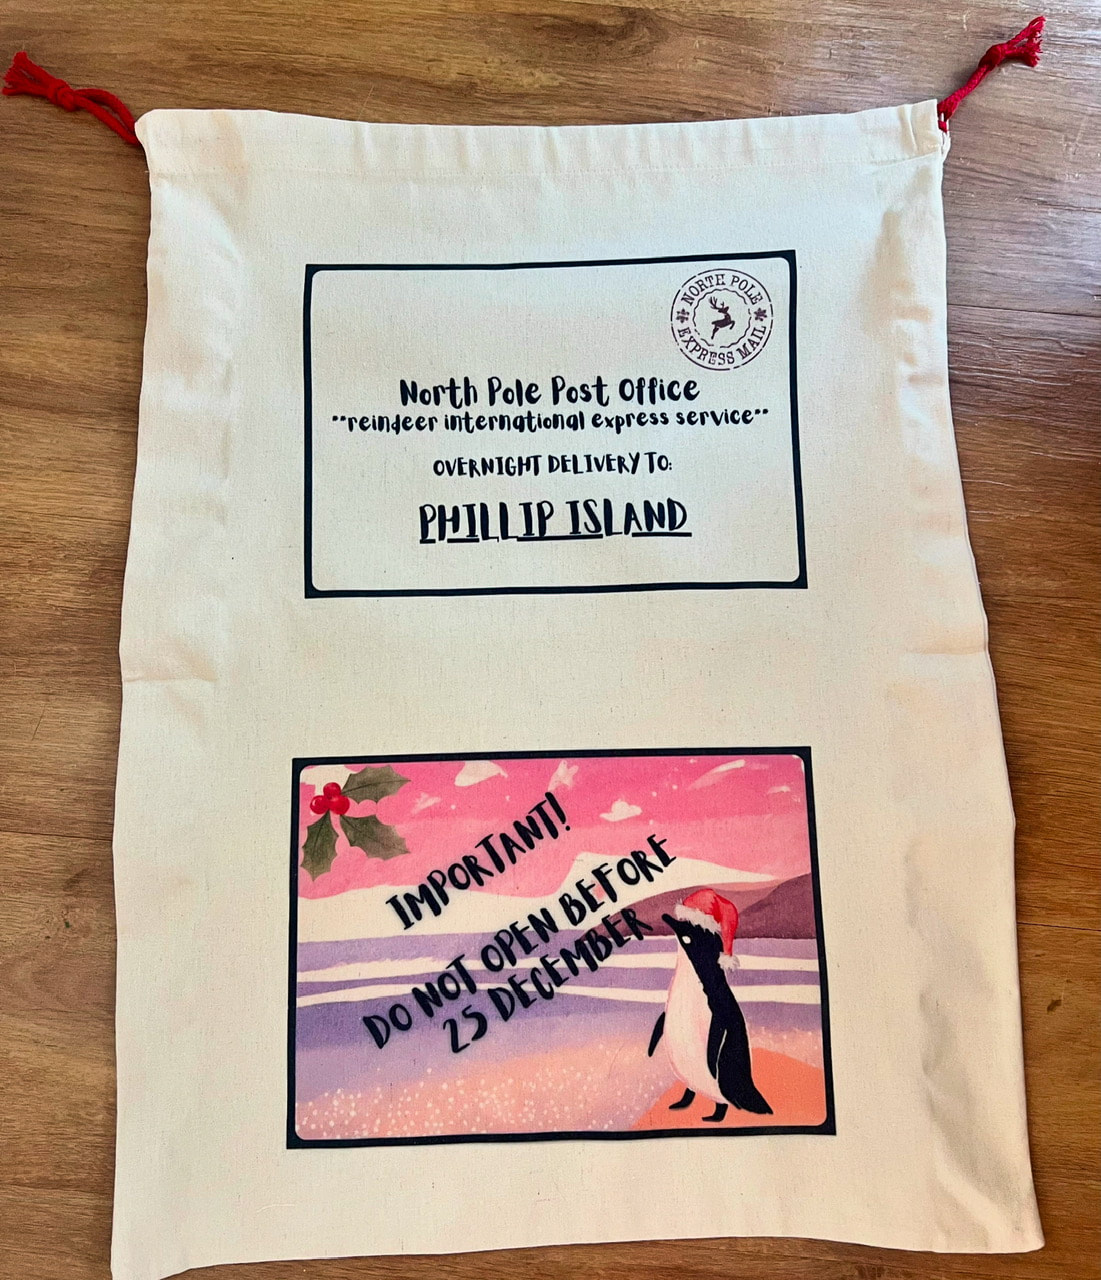 NORTH POLE
EXPRESS MAIL
North Pole Post Office
**reindeer international express service**
OVERNIGHT DELIVERY TO:
PHILLIP ISLAND
IMPORTANT!
DO NOT OPEN BEFORE
25 DECEMBER